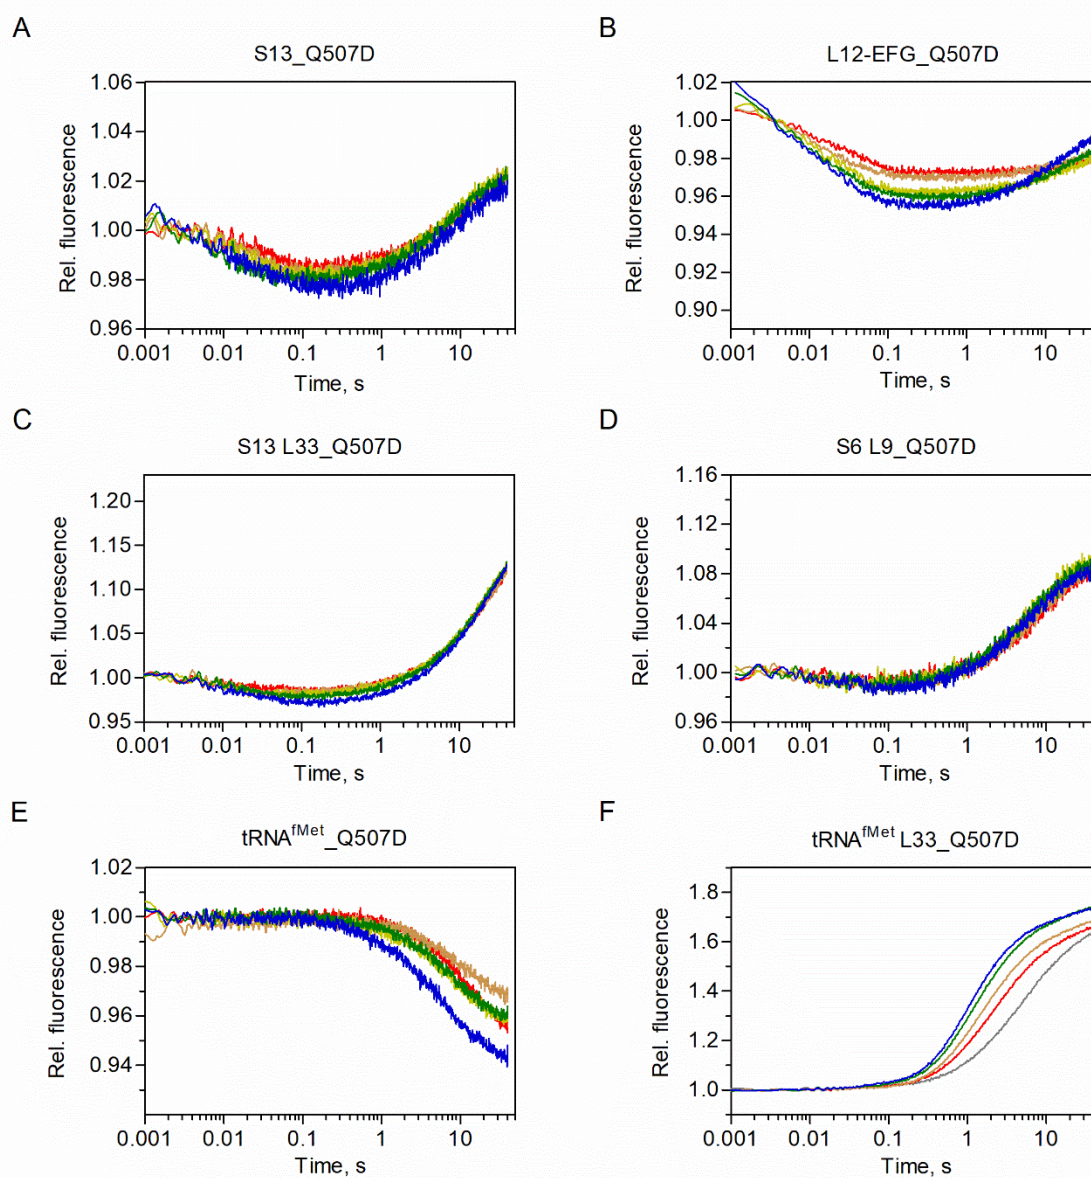 A
S13_Q507D
Rel. fluorescence
1.06
1.04
1.02
1.00
0.98
0.96
0.001
0.01
0.1
1
10
Time, s
B
L12-EFG_Q507D
Rel. fluorescence
1.02
1.00
0.98
0.96
0.94
0.92
0.90
0.001
0.01
0.1
1
10
Time, s
C
S13 L33_Q507D
Rel. fluorescence
1.20
1.15
1.10
1.05
1.00
0.95
0.001
0.01
0.1
1
10
Time, s
D
S6 L9_Q507D
Rel. fluorescence
1.16
1.12
1.08
1.04
1.00
0.96
0.001
0.01
0.1
1
10
Time, s
E
tRNAfMet_Q507D
Rel. fluorescence
1.02
1.00
0.98
0.96
0.94
0.001
0.01
0.1
1
10
Time, s
F
tRNAfMet L33_Q507D
Rel. fluorescence
1.8
1.6
1.4
1.2
1.0
0.001
0.01
0.1
1
10
Time, s